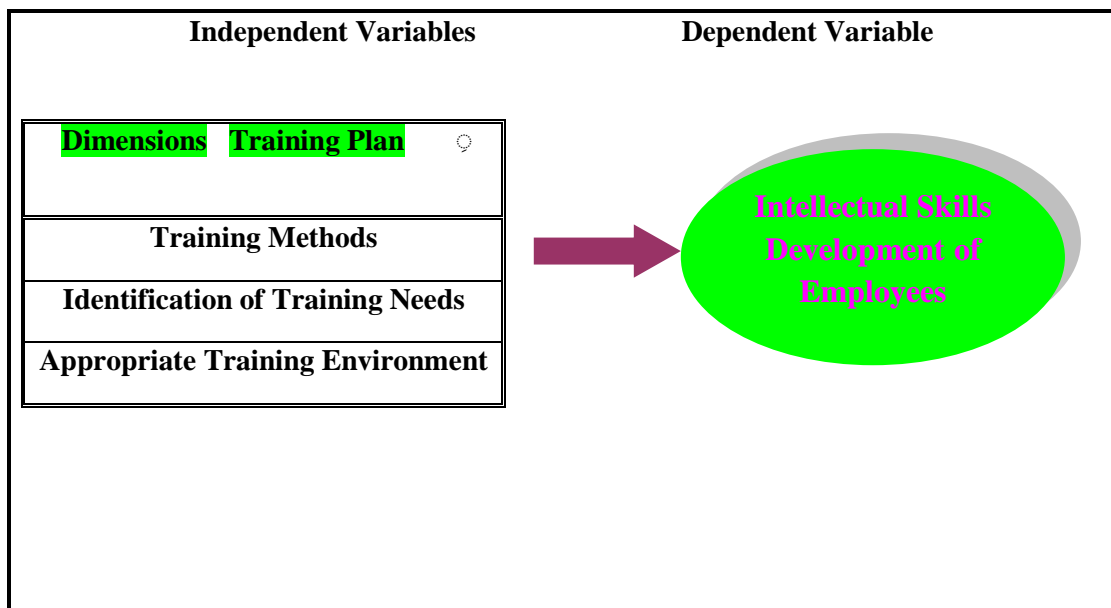 Independent Variables Dependent Variable
Dimensions Training Plan
Training Methods
Identification of Training Needs
Appropriate Training Environment
Intellectual Skills
Development of
Employees